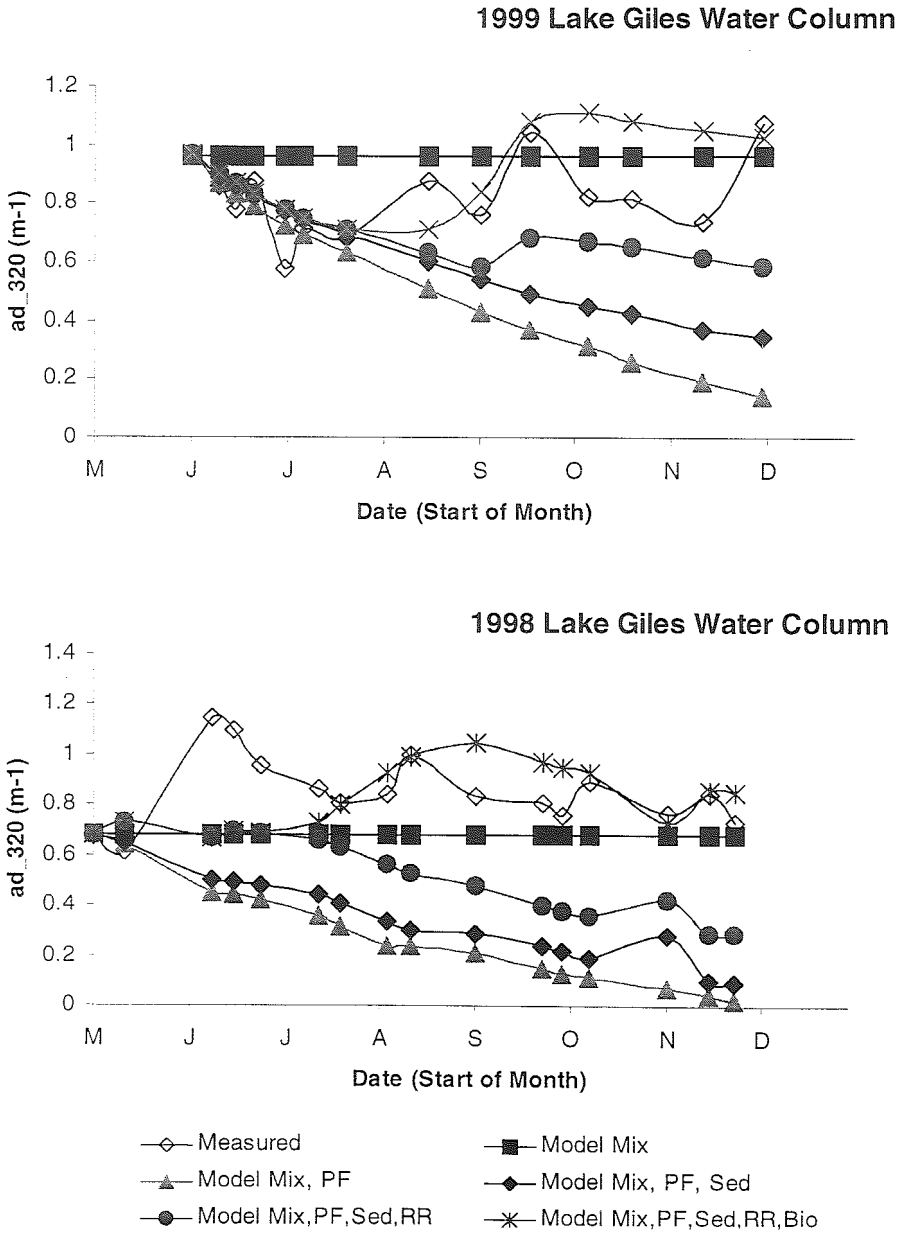 1999 Lake Giles Water Column
1.2
1
0.8
0.6
0.4
0.2
0
ad_320 (m-1)
M J J A S O N D
Date (Start of Month)
1998 Lake Giles Water Column
1.4
1.2
1
0.8
0.6
0.4
0.2
0
ad_320 (m-1)
M J J A S O N D
Date (Start of Month)
Measured
Model Mix
Model Mix, PF
Model Mix, PF, Sed
Model Mix,PF,Sed,RR
Model Mix,PF,Sed,RR,Bio